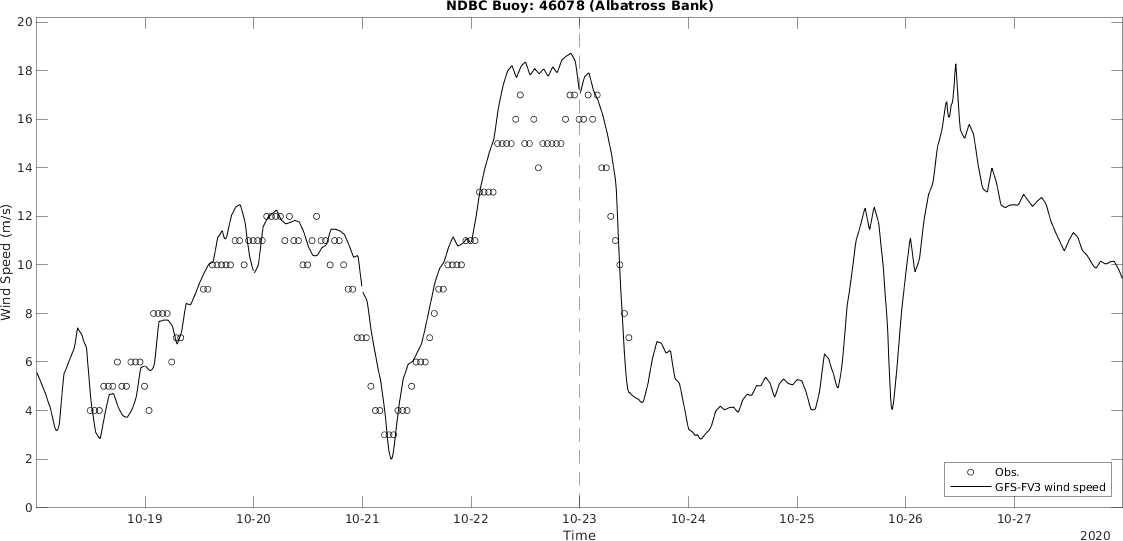 NDBC Buoy: 46078 (Albatross Bank)
20
18
16
14
12
10
8
6
4
2
0
Wind Speed (m/s)
Obs.
GFS-FV3 wind speed
10-19 10-20 10-21 10-22 10-23 10-24 10-25 10-26 10-27
Time
2020